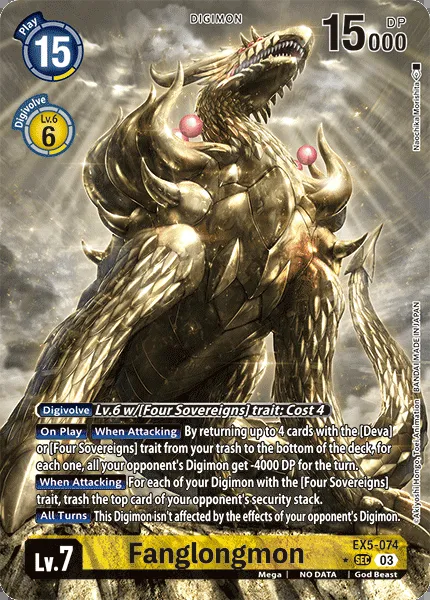 DIGIMON
Play
15
15000
DP
Digivolve
Lv.6
6
Naochika Morishita
Digivolve Lv.6 w/[Four Sovereigns] trait: Cost 4
On Play When Attacking By returning up to 4 cards with the [Deva]
or [Four Sovereigns] trait from your trash to the bottom of the deck, for
each one, all your opponent's Digimon get -4000 DP for the turn.
When Attacking For each of your Digimon with the [Four Sovereigns]
trait, trash the top card of your opponent's security stack.
All Turns This Digimon isn't affected by the effects of your opponent's Digimon.
©Akiyoshi Hongo, Toei Animation BANDAI MADE IN JAPAN
Lv.7
Fanglongmon
EX5-074
SEC 03
Mega | NO DATA | God Beast